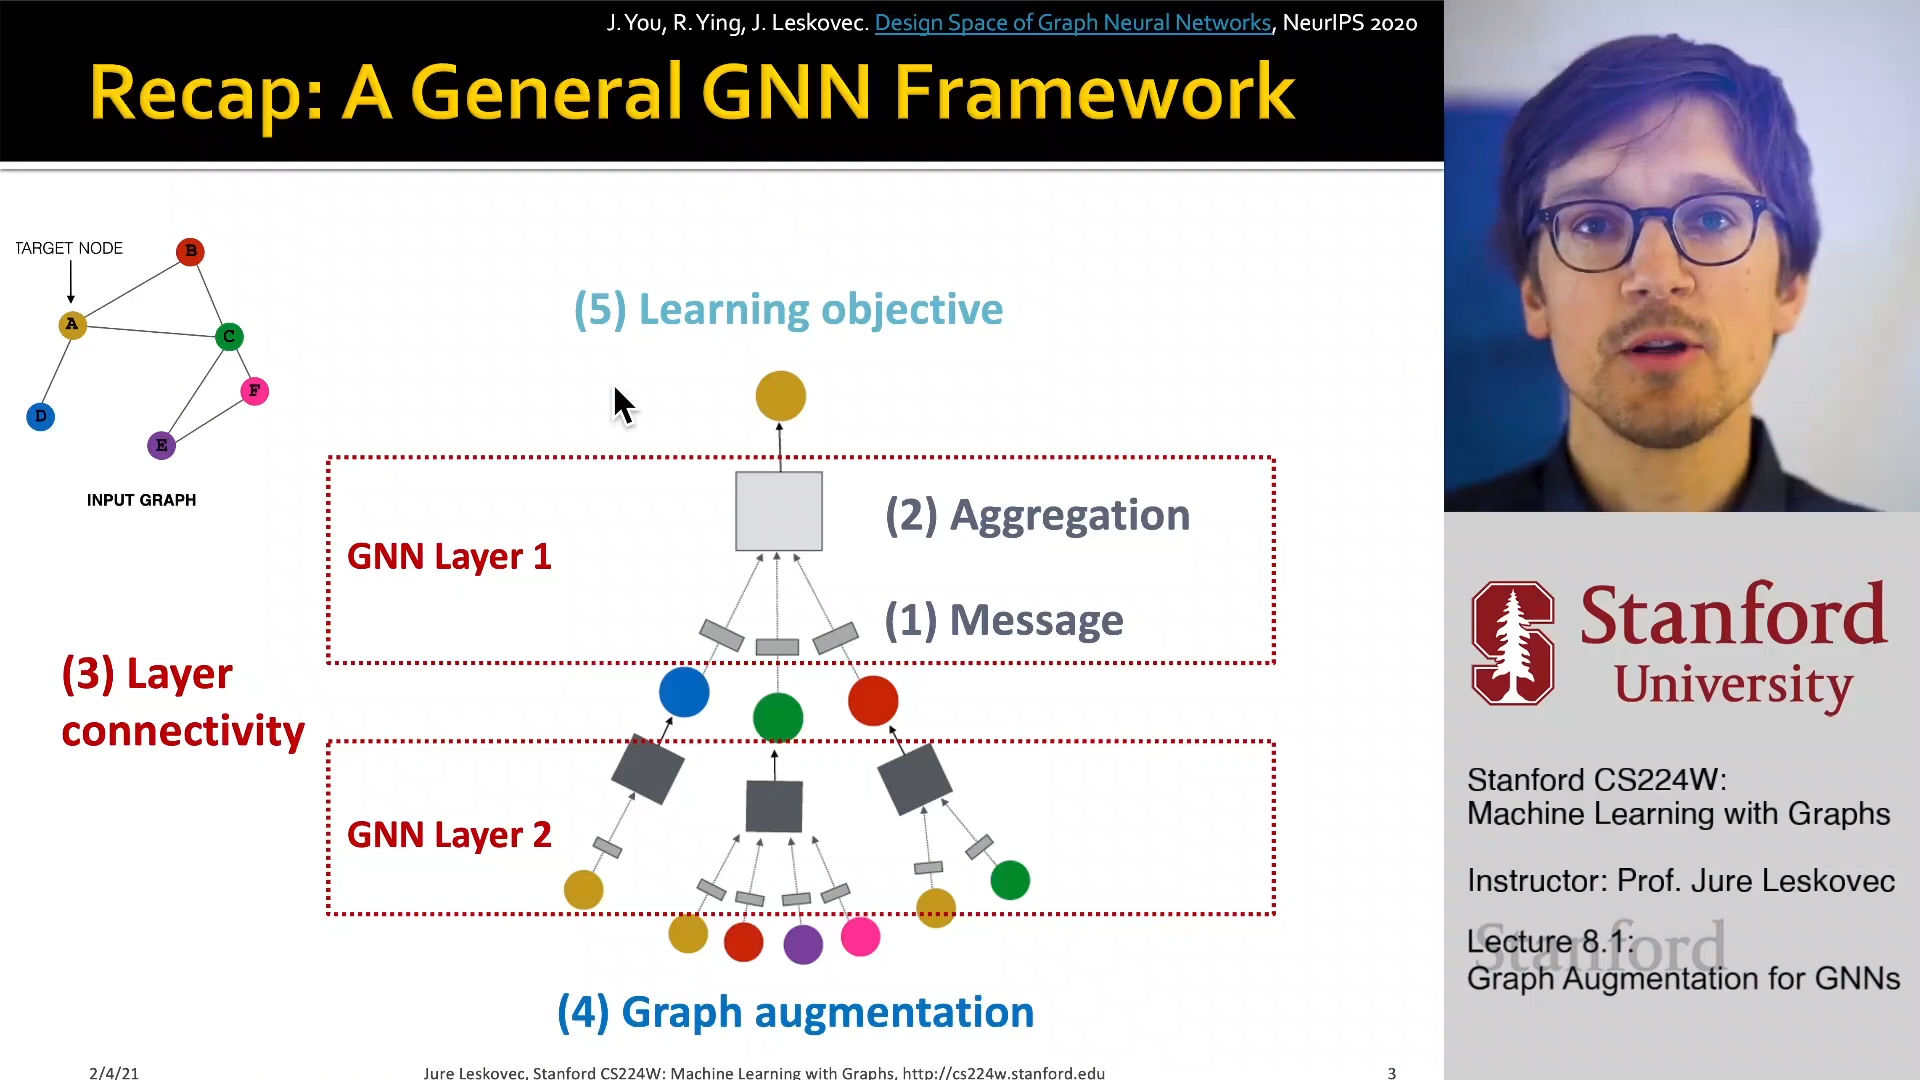 J. You, R. Ying, J. Leskovec. Design Space of Graph Neural Networks, NeurIPS 2020
Recap: A General GNN Framework
TARGET NODE
B
A
C
F
D
E
INPUT GRAPH
(5) Learning objective
(2) Aggregation
GNN Layer 1
(1) Message
(3) Layer
connectivity
GNN Layer 2
(4) Graph augmentation
2/4/21
Jure Leskovec, Stanford CS224W: Machine Learning with Graphs, http://cs224w.stanford.edu
3
S
Stanford
University
Stanford CS224W:
Machine Learning with Graphs
Instructor: Prof. Jure Leskovec
Stanford
Lecture 8.1:
Graph Augmentation for GNNs